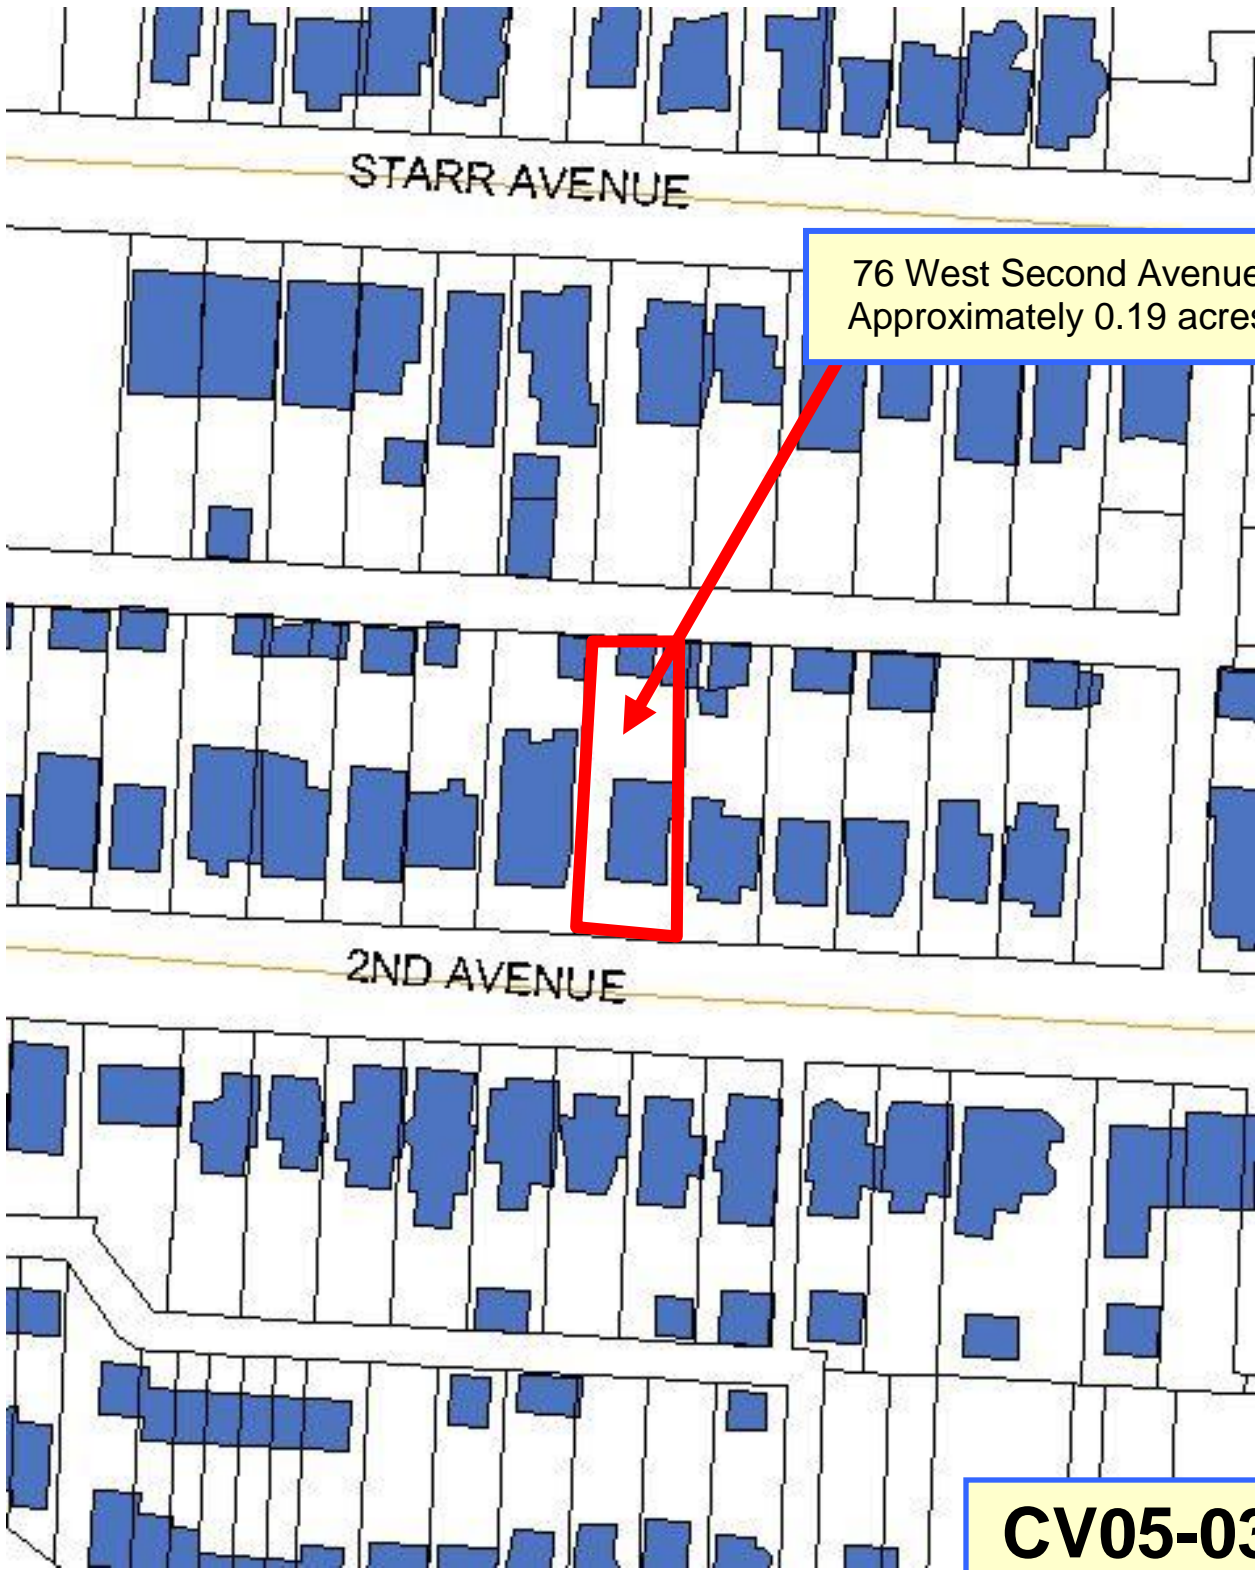 STARR AVENUE
76 West Second Avenue
Approximately 0.19 acres
2ND AVENUE
CV05-03